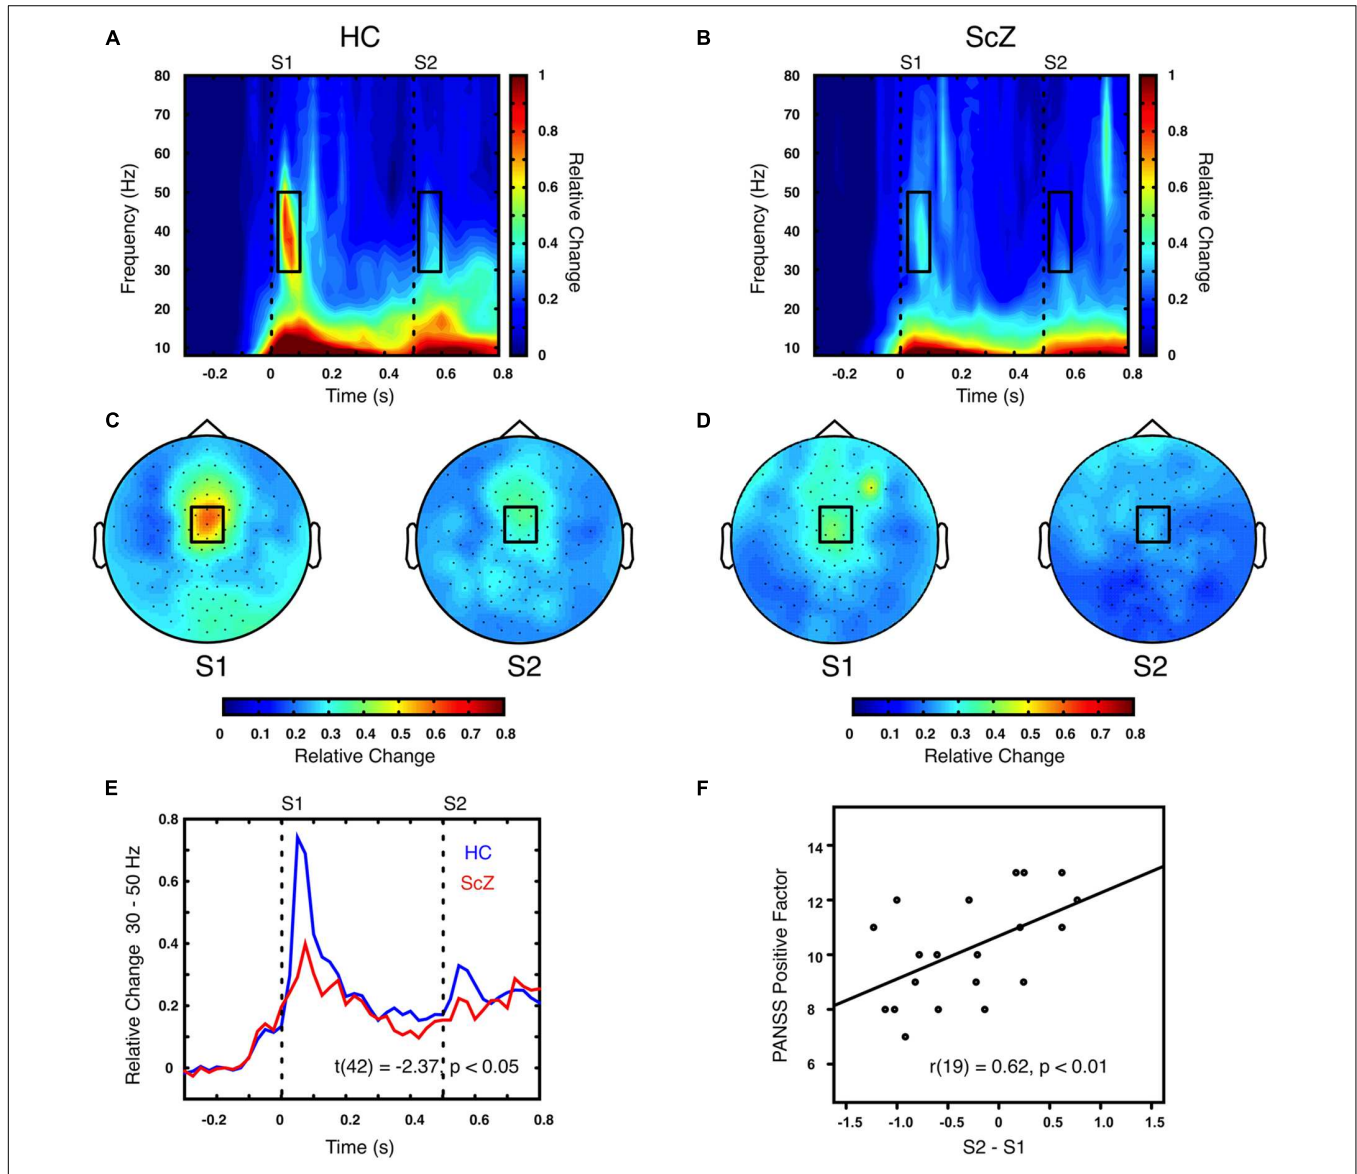 A
HC
B
ScZ
S1
S2
S1
S2
80
70
60
50
40
30
20
10
Frequency (Hz)
-0.2
0
0.2
0.4
0.6
0.8
Time (s)
1
0.8
0.6
0.4
0.2
0
Relative Change
80
70
60
50
40
30
20
10
Frequency (Hz)
-0.2
0
0.2
0.4
0.6
0.8
Time (s)
1
0.8
0.6
0.4
0.2
0
Relative Change
C
S1
S2
0 0.1 0.2 0.3 0.4 0.5 0.6 0.7 0.8
Relative Change
D
S1
S2
0 0.1 0.2 0.3 0.4 0.5 0.6 0.7 0.8
Relative Change
E
S1
S2
0.8
0.6
0.4
0.2
0
Relative Change 30 - 50 Hz
HC
ScZ
t(42) = -2.37, p < 0.05
-0.2
0
0.2
0.4
0.6
0.8
Time (s)
F
14
12
10
8
6
PANSS Positive Factor
r(19) = 0.62, p < 0.01
-1.5
-1.0
-0.5
0
0.5
1.0
1.5
S2 - S1